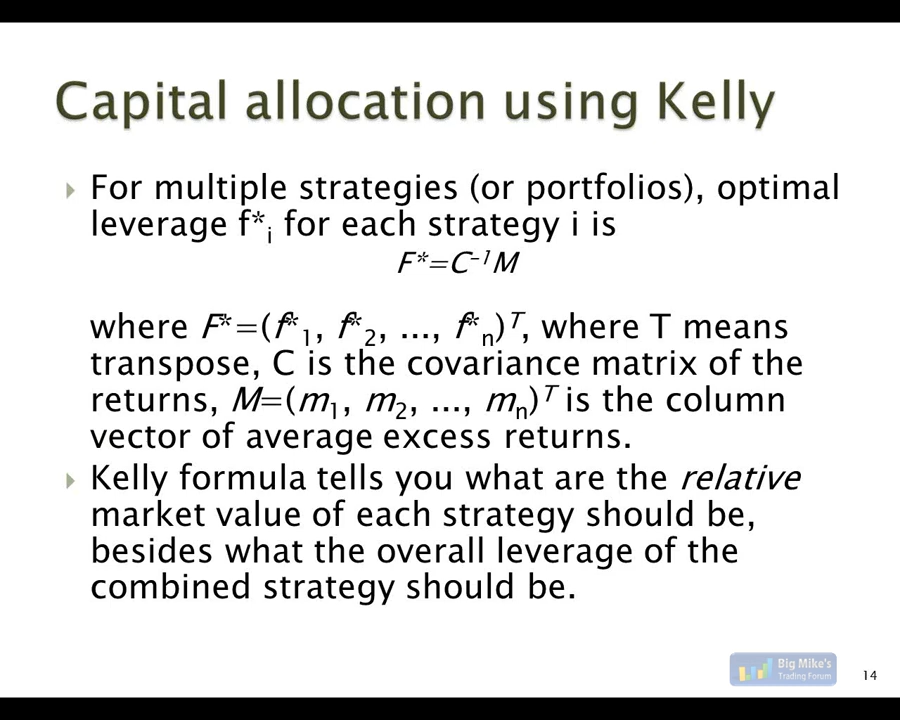 Capital allocation using Kelly
For multiple strategies (or portfolios), optimal
leverage f*i for each strategy i is
F*=C⁻¹M
where F*=(f*1, f*2, ..., f*n)ᵀ, where T means
transpose, C is the covariance matrix of the
returns, M=(m1, m2, ..., mn)ᵀ is the column
vector of average excess returns.
Kelly formula tells you what are the relative
market value of each strategy should be,
besides what the overall leverage of the
combined strategy should be.
Big Mike's
Trading Forum
14